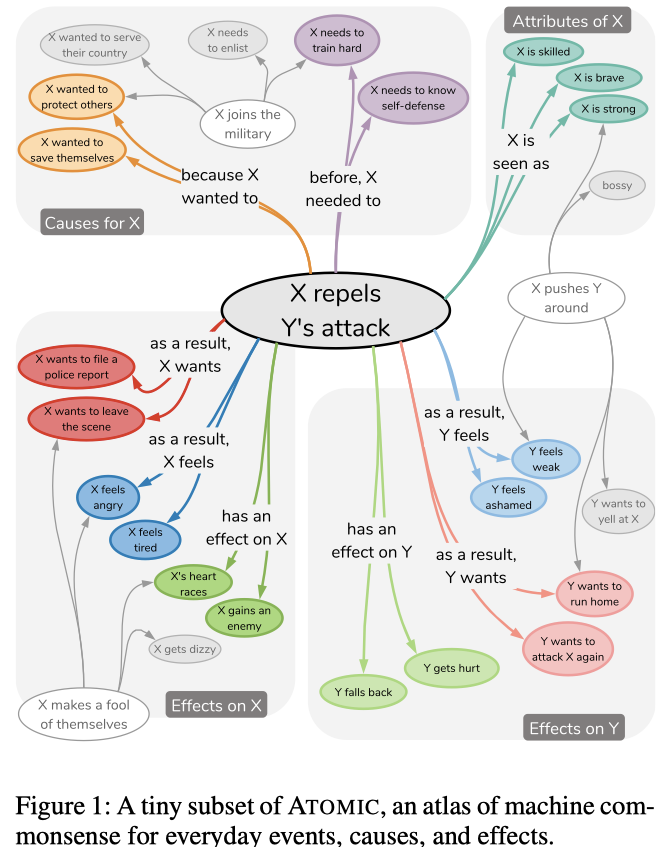 X wanted to serve
their country
X needs
to enlist
X needs to
train hard
X wanted to
protect others
X needs to know
self-defense
X joins the
military
X wanted to
save themselves
because X
wanted to
before, X
needed to
Causes for X
Attributes of X
X is skilled
X is brave
X is strong
X is
seen as
bossy
X pushes Y
around
X repels
Y's attack
X wants to file a
police report
as a result,
X wants
X wants to leave
the scene
as a result,
X feels
X feels
angry
X feels
tired
has an
effect on X
X's heart
races
X gains an
enemy
X gets dizzy
X makes a fool
of themselves
Effects on X
as a result,
Y feels
Y feels
weak
Y feels
ashamed
Y wants to
yell at X
has an
effect on Y
as a result,
Y wants
Y wants to
run home
Y wants to
attack X again
Y gets hurt
Y falls back
Effects on Y
Figure 1: A tiny subset of ATOMIC, an atlas of machine com-
monsense for everyday events, causes, and effects.